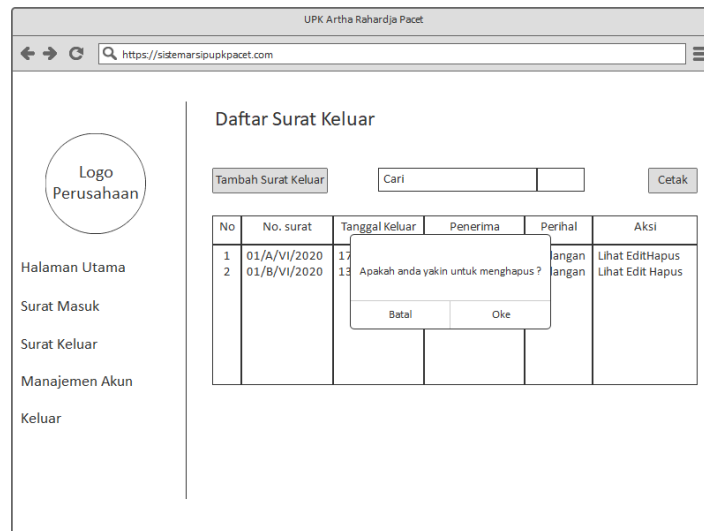 UPK Artha Rahardja Pacet
https://sistemarsipupkpacet.com
Daftar Surat Keluar
Logo
Perusahaan
Tambah Surat Keluar Cari Cetak
No No. surat Tanggal Keluar Penerima Perihal Aksi
1 01/A/VI/2020 17 langan Lihat EditHapus
2 01/B/VI/2020 13 langan Lihat Edit Hapus
Apakah anda yakin untuk menghapus ?
Batal Oke
Halaman Utama
Surat Masuk
Surat Keluar
Manajemen Akun
Keluar